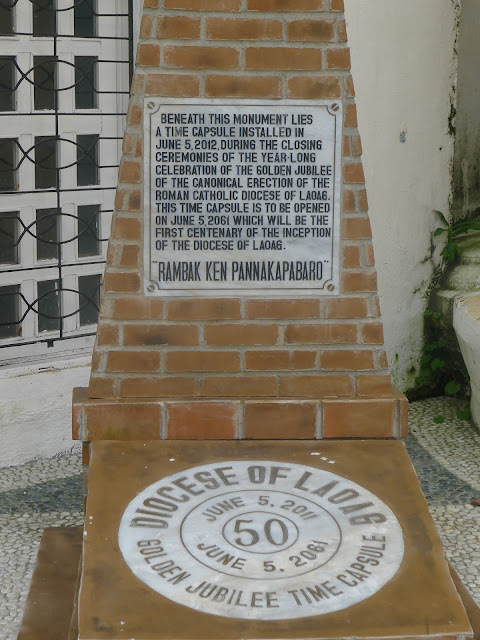 BENEATH THIS MONUMENT LIES
A TIME CAPSULE INSTALLED IN
JUNE 5, 2012, DURING THE CLOSING
CEREMONIES OF THE YEAR-LONG
CELEBRATION OF THE GOLDEN JUBILEE
OF THE CANONICAL ERECTION OF THE
ROMAN CATHOLIC DIOCESE OF LAOAG.
THIS TIME CAPSULE IS TO BE OPENED
ON JUNE 5, 2061 WHICH WILL BE THE
FIRST CENTENARY OF THE INCEPTION
OF THE DIOCESE OF LAOAG.
"RAMBAK KEN PANNAKAPABARO"
DIOCESE OF LAOAG
JUNE 5, 2011
50
JUNE 5, 2061
GOLDEN JUBILEE TIME CAPSULE